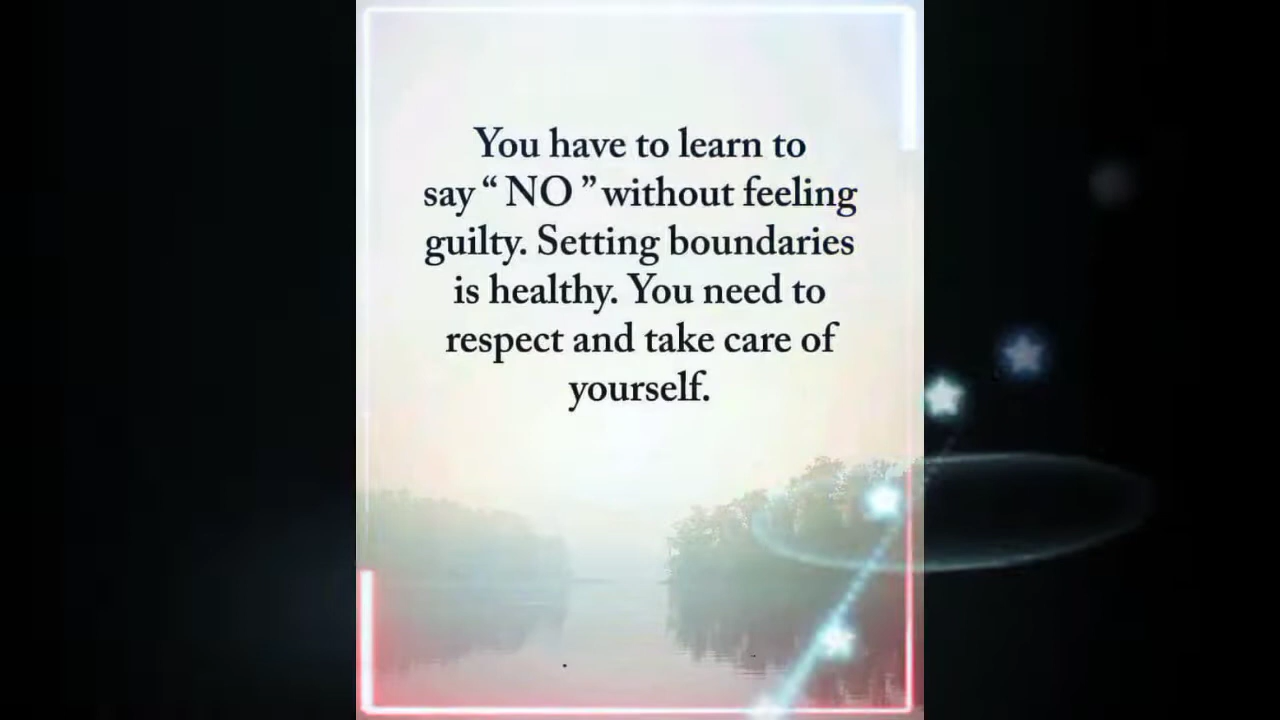 You have to learn to
say “ NO ” without feeling
guilty. Setting boundaries
is healthy. You need to
respect and take care of
yourself.